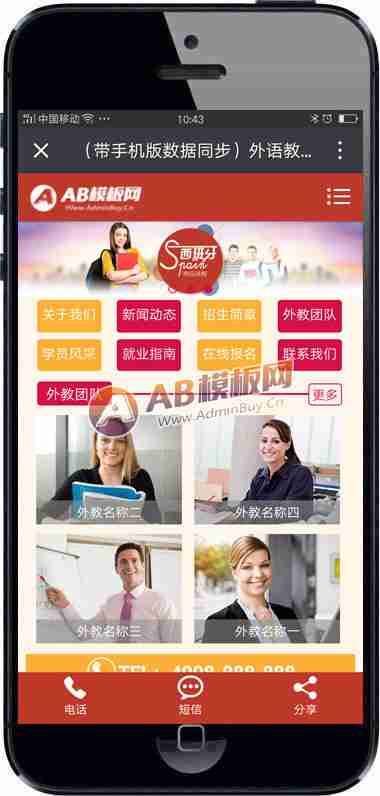 中国移动 ••• 10:43
（带手机版数据同步）外语教...
AB模板网
Www.AdminBuy.Cn
西班牙
Spain
关于我们 新闻动态 招生简章 外教团队
学员风采 就业指南 在线报名 联系我们
外教团队 更多
AB模板网
Www.AdminBuy.Cn
外教名称二 外教名称四
外教名称三 外教名称一
TEL: 4008-888-888
电话 短信 分享